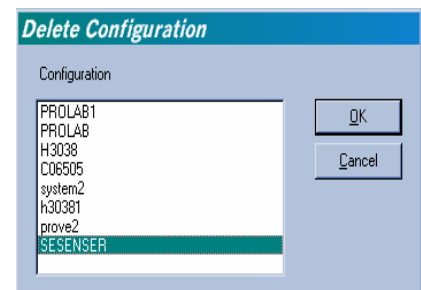 Delete Configuration
Configuration
PROLAB1
PROLAB
H3038
C06505
system2
h30381
prove2
SESENSER
OK
Cancel